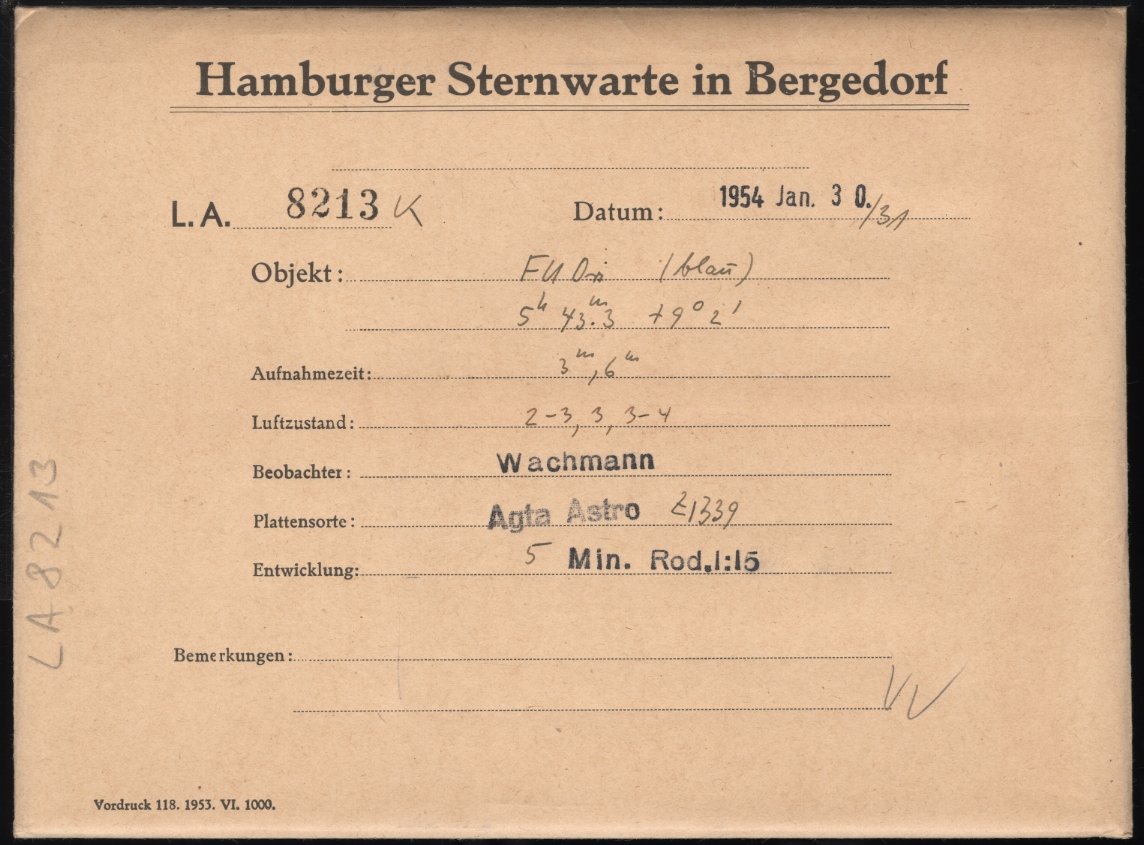 Hamburger Sternwarte in Bergedorf
L. A. 8213 K Datum: 1954 Jan. 30./31
Objekt: FU Ori (blau)
5h 43m.3 +9° 2'
Aufnahmezeit: 3m, 6m
Luftzustand: 2-3, 3, 3-4
Beobachter: Wachmann
Plattensorte: Agfa Astro Z1339
Entwicklung: 5 Min. Rod. 1:15
Bemerkungen:
Vordruck 118. 1953. VI. 1000.
LA 8213